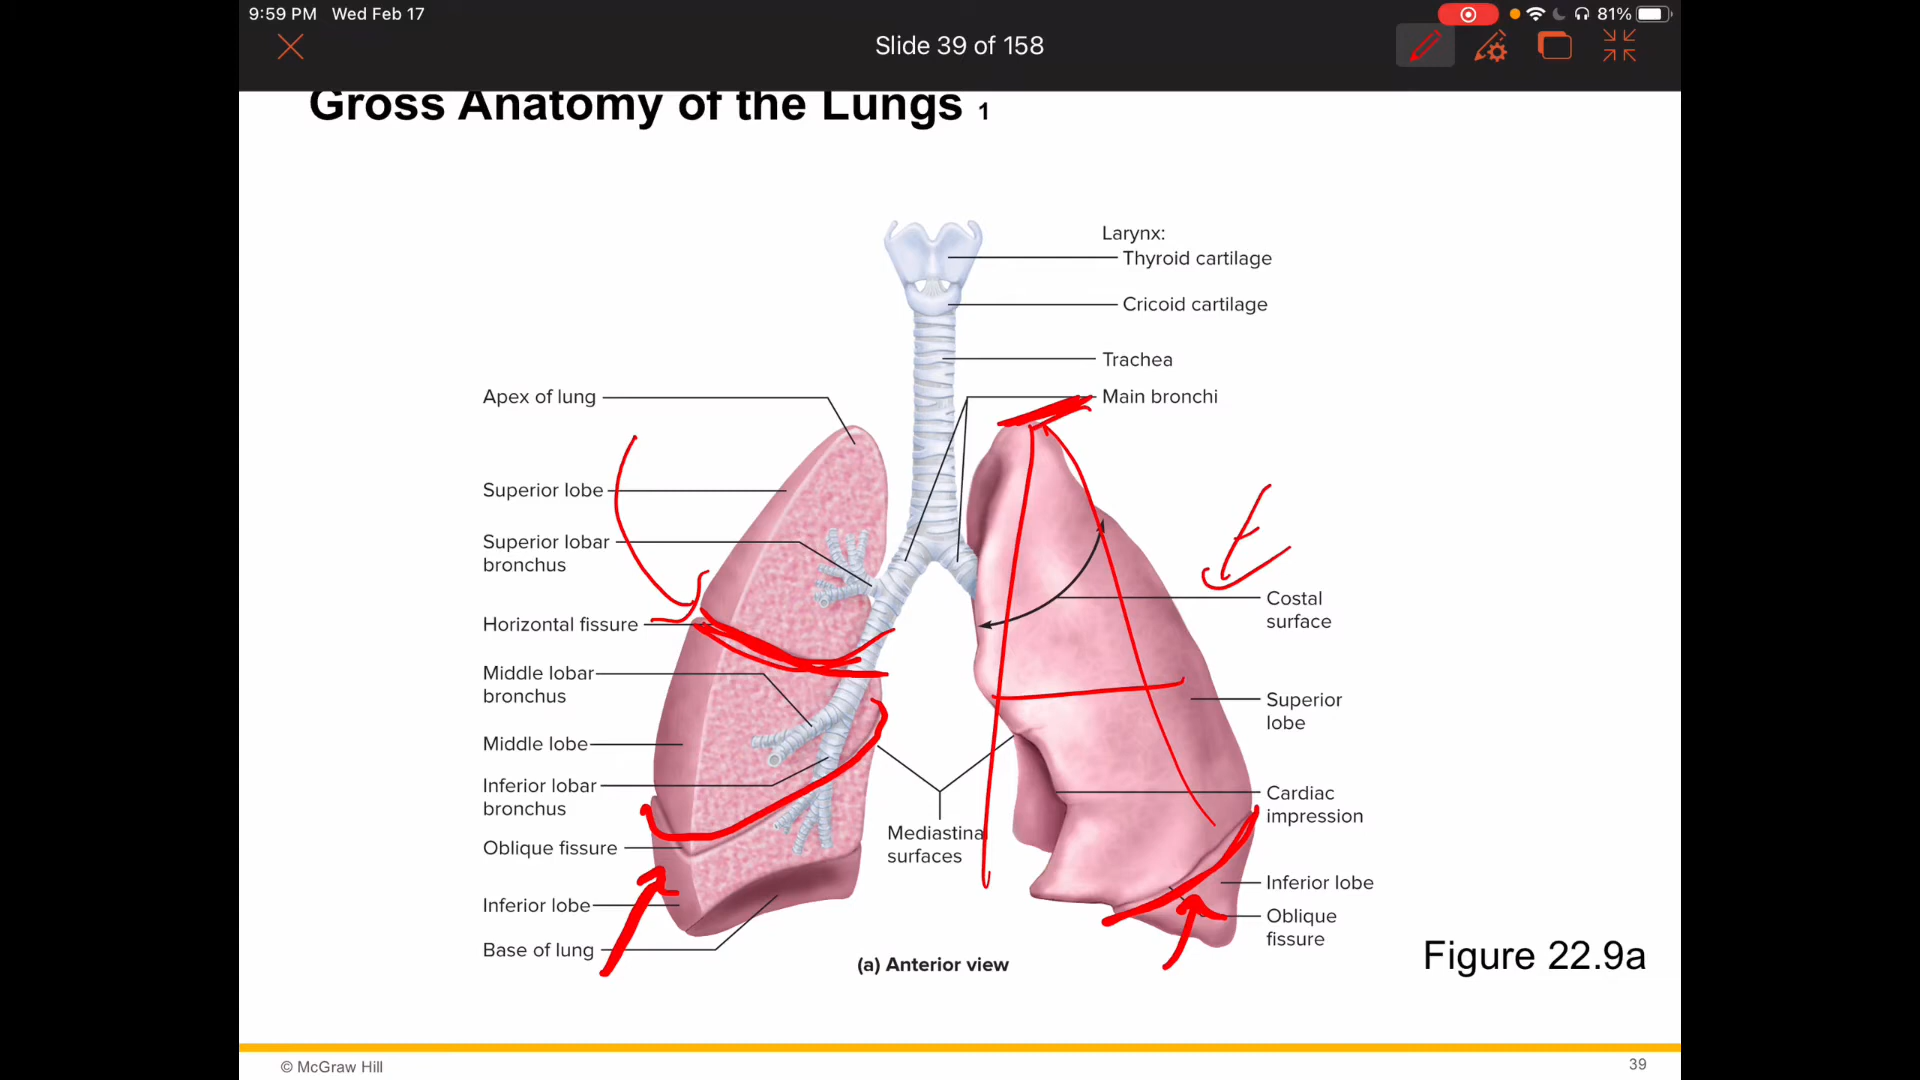 9:59 PM Wed Feb 17
81%
Slide 39 of 158
Gross Anatomy of the Lungs 1
Larynx:
Thyroid cartilage
Cricoid cartilage
Trachea
Main bronchi
Apex of lung
Superior lobe
Superior lobar
bronchus
Horizontal fissure
Middle lobar
bronchus
Middle lobe
Inferior lobar
bronchus
Oblique fissure
Inferior lobe
Base of lung
Mediastinal
surfaces
Costal
surface
Superior
lobe
Cardiac
impression
Inferior lobe
Oblique
fissure
(a) Anterior view
Figure 22.9a
© McGraw Hill
39